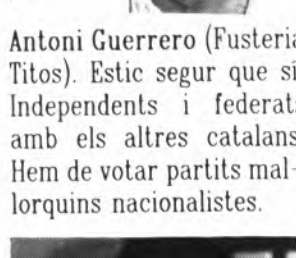 Antoni Guerrero (Fusteria
Titos). Estic segur que sí
Independents i federats
amb els altres catalans
Hem de votar partits mal-
lorquins nacionalistes.